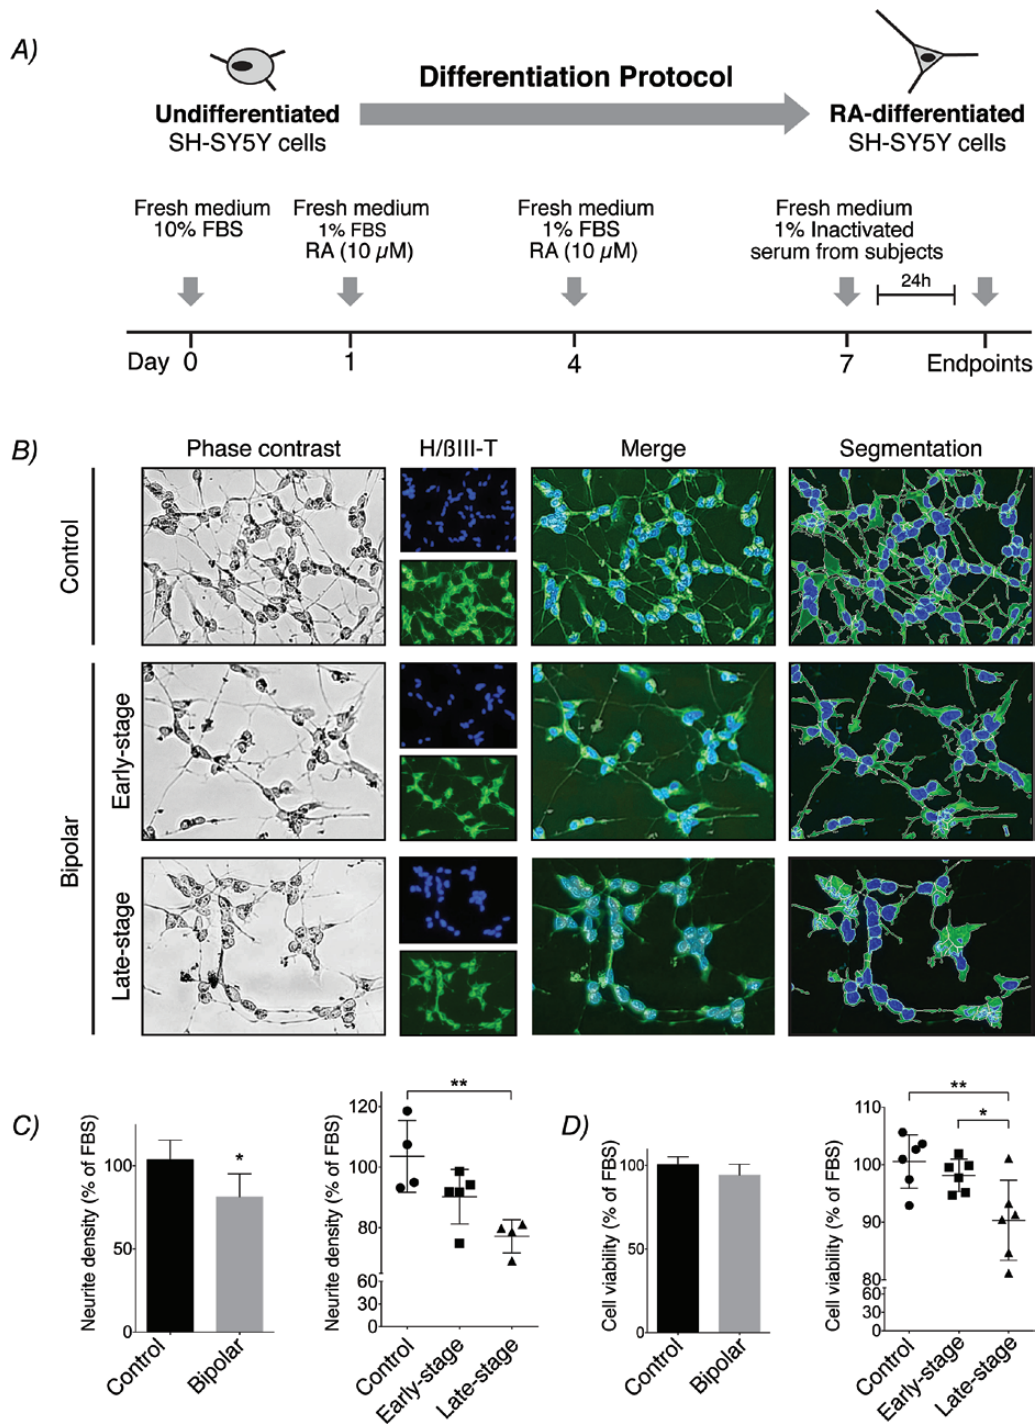 A)
Differentiation Protocol
Undifferentiated
SH-SY5Y cells
RA-differentiated
SH-SY5Y cells
Fresh medium
10% FBS
Fresh medium
1% FBS
RA (10 µM)
Fresh medium
1% FBS
RA (10 µM)
Fresh medium
1% Inactivated
serum from subjects
24h
Day 0 1 4 7 Endpoints
B)
Phase contrast H/ßIII-T Merge Segmentation
Control
Bipolar
Early-stage
Late-stage
C)
Neurite density (% of FBS)
100
50
0
*
Control
Bipolar
Neurite density (% of FBS)
120
100
80
60
30
0
**
Control
Early-stage
Late-stage
D)
Cell viability (% of FBS)
100
50
0
Control
Bipolar
Cell viability (% of FBS)
110
100
90
80
60
30
0
**
*
Control
Early-stage
Late-stage